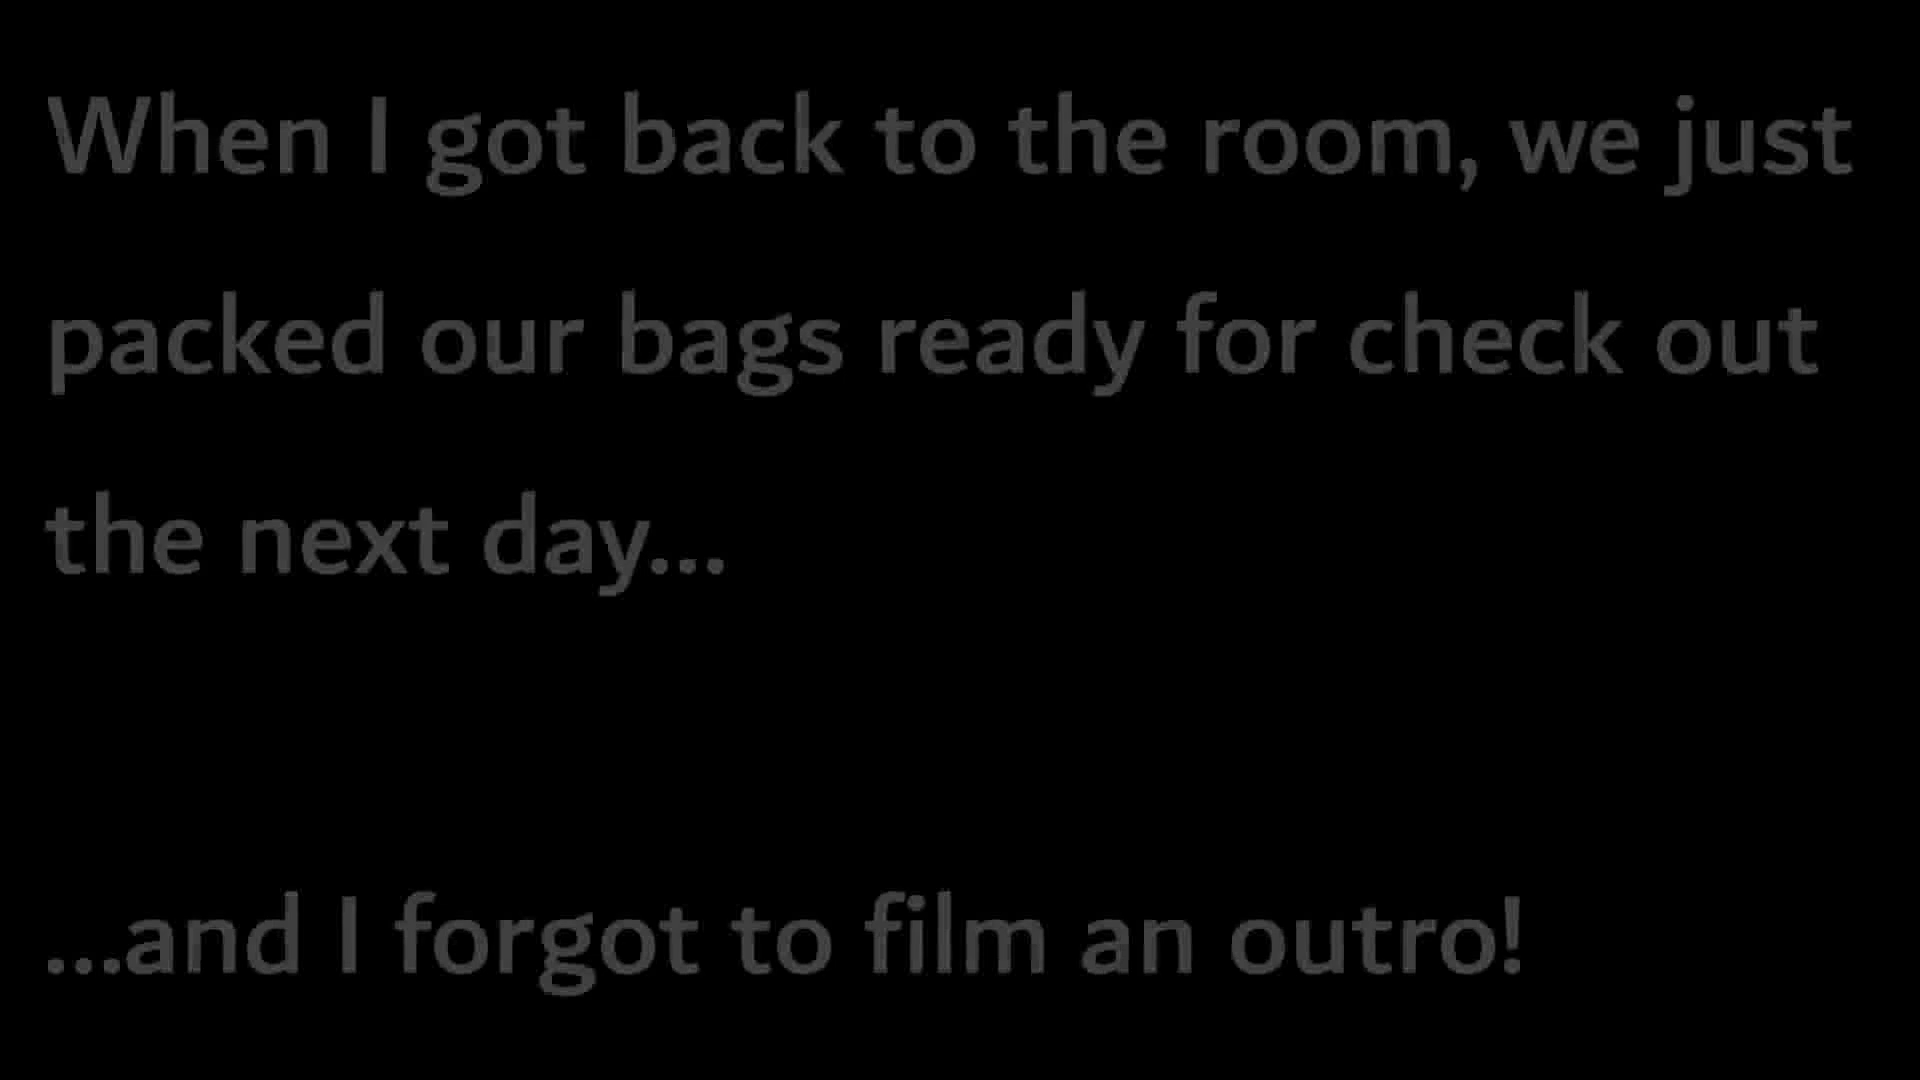 When I got back to the room, we just
packed our bags ready for check out
the next day...
...and I forgot to film an outro!